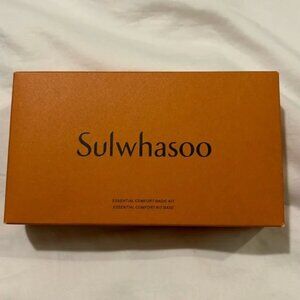 Sulwhasoo
ESSENTIAL COMFORT BASIC KIT
ESSENTIAL COMFORT KIT BASE